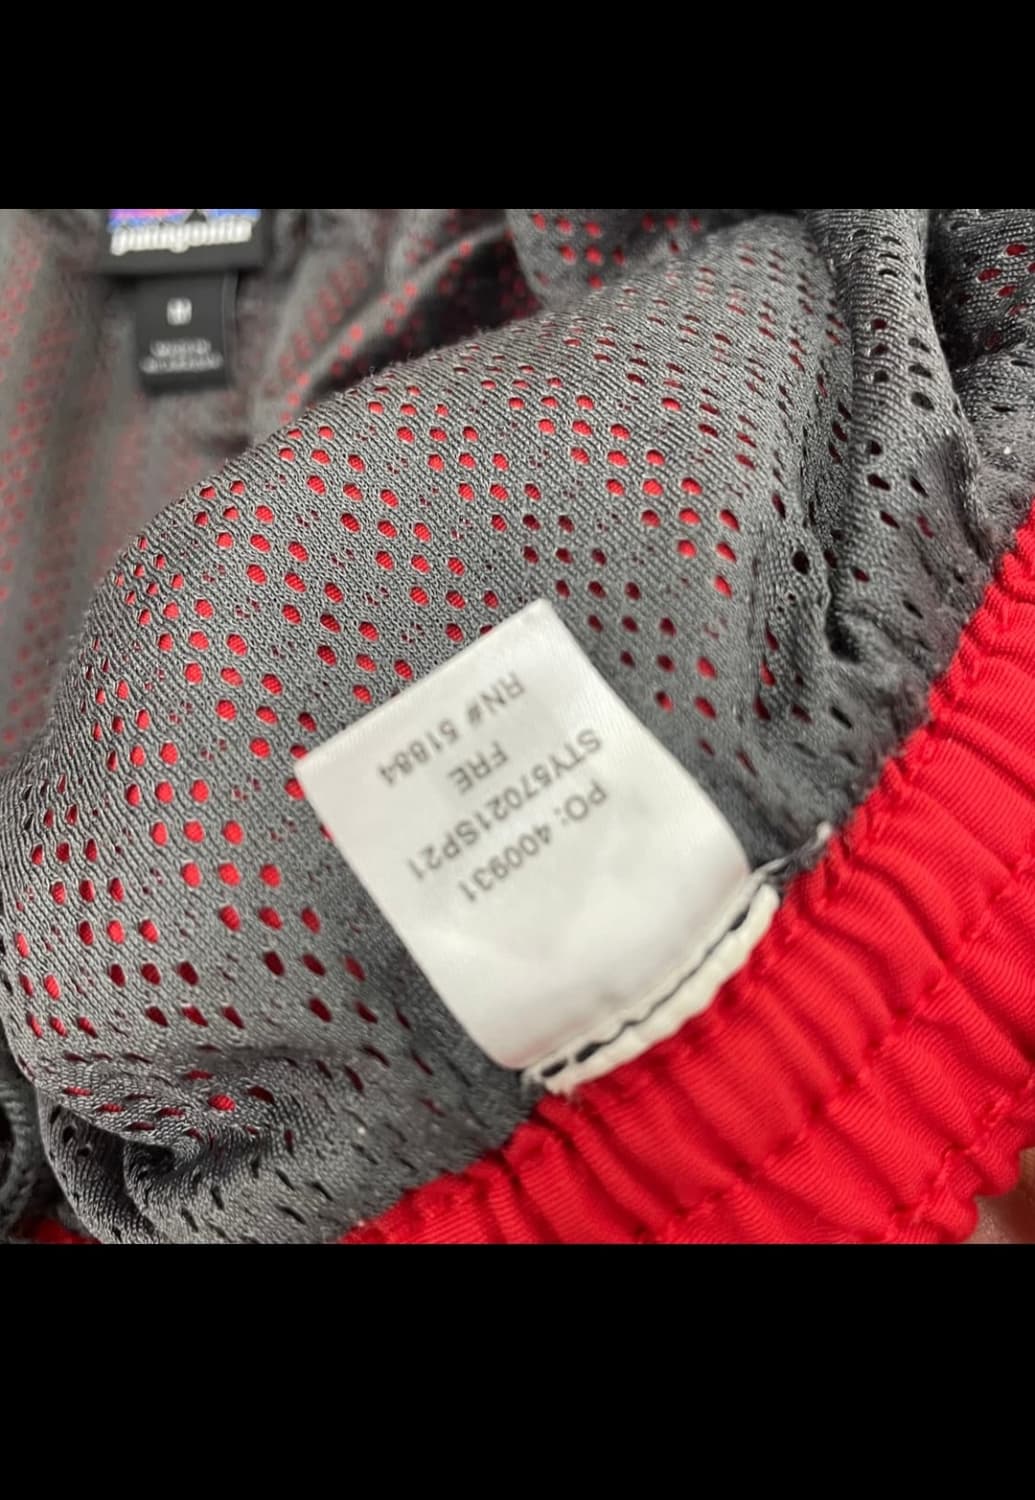 patagonia
M
RN# 51884
FRE
STY57021SP21
PO: 400931